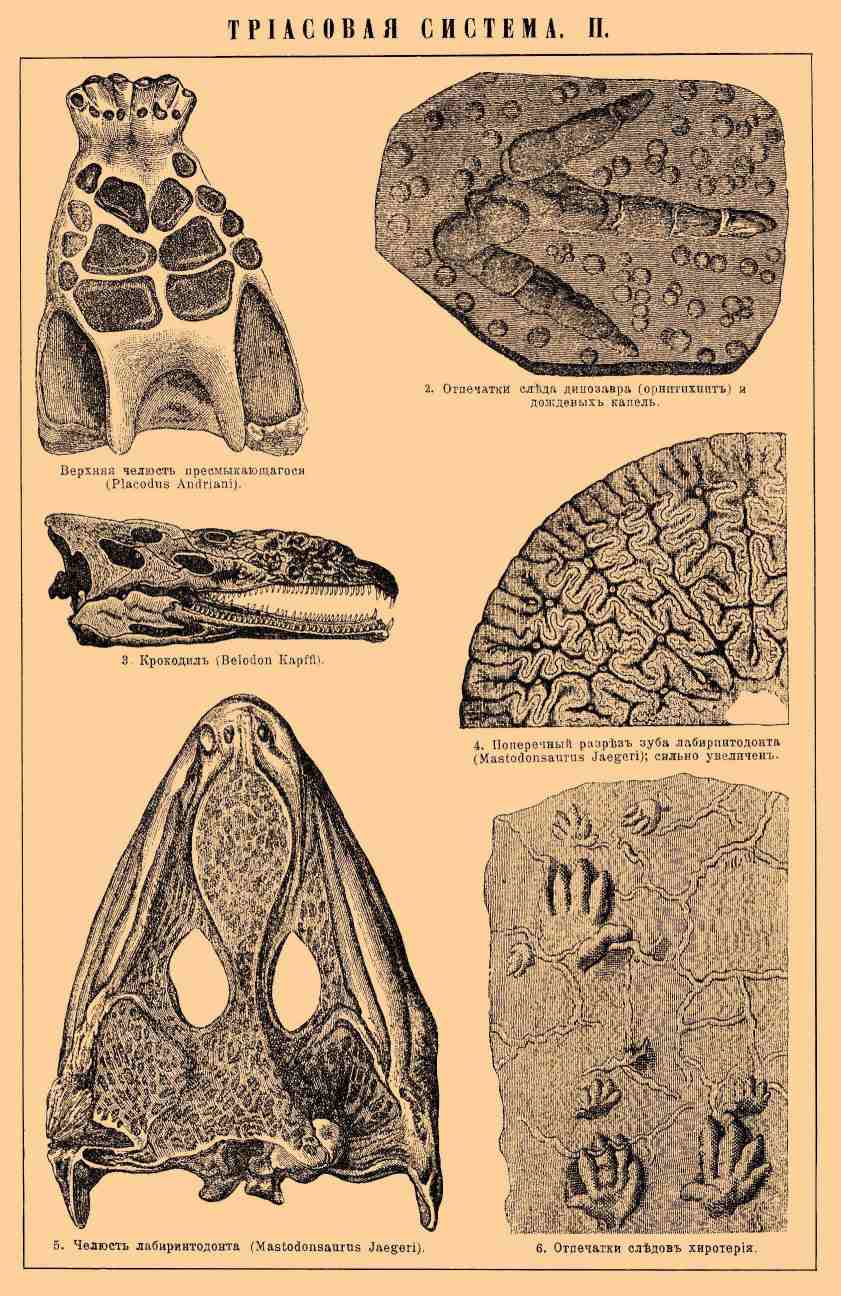 ТРІАСОВАЯ СИСТЕМА. II.
Верхняя челюсть пресмыкающагося
(Placodus Andriani).
2. Отпечатки слѣда динозавра (орнитихнитъ) и
дождевыхъ капель.
3 Крокодилъ (Belodon Kapffi).
4. Поперечный разрѣзъ зуба лабиринтодонта
(Mastodonsaurus Jaegeri); сильно увеличенъ.
5. Челюсть лабиринтодонта (Mastodonsaurus Jaegeri).
6. Отпечатки слѣдовъ хиротерія.